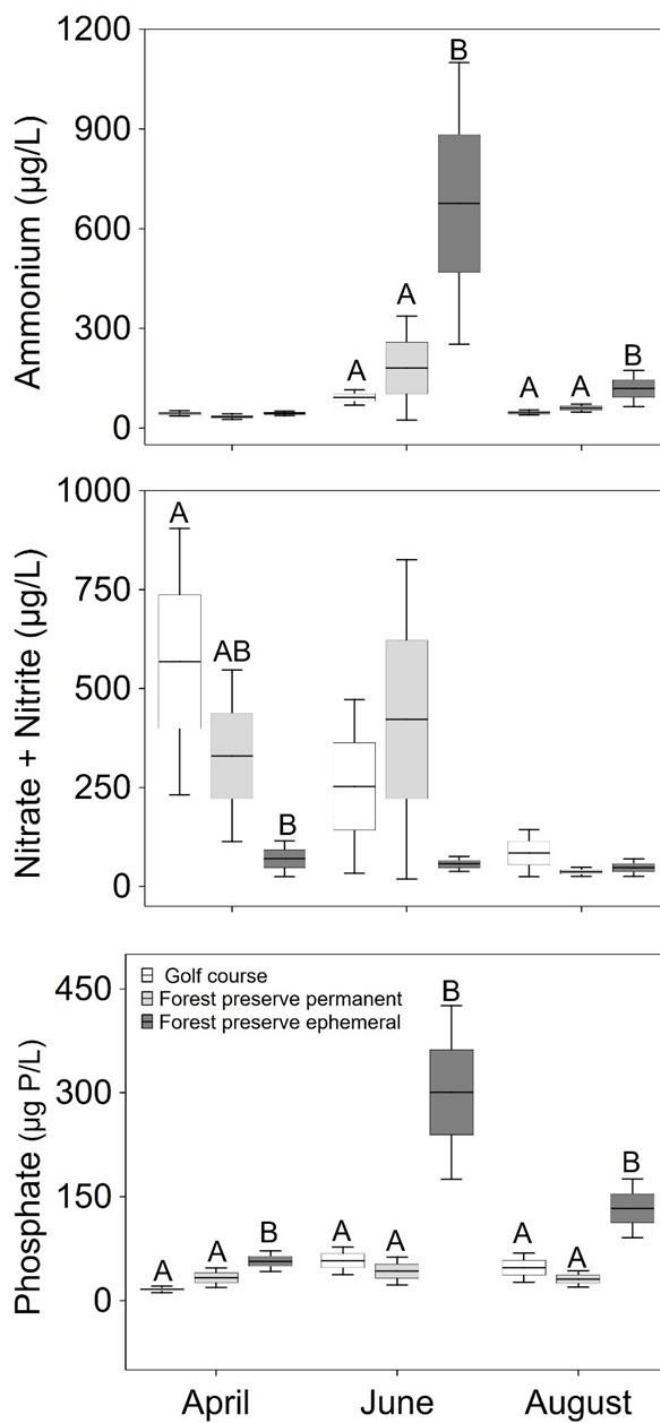 1200
B
900
Ammonium (µg/L)
600
A
300
A
B
A
A
0
1000
A
750
AB
Nitrate + Nitrite (µg/L)
500
250
B
0
Golf course
Forest preserve permanent
Forest preserve ephemeral
450
B
Phosphate (µg P/L)
300
B
150
A
A
B
A
A
A
A
0
April
June
August